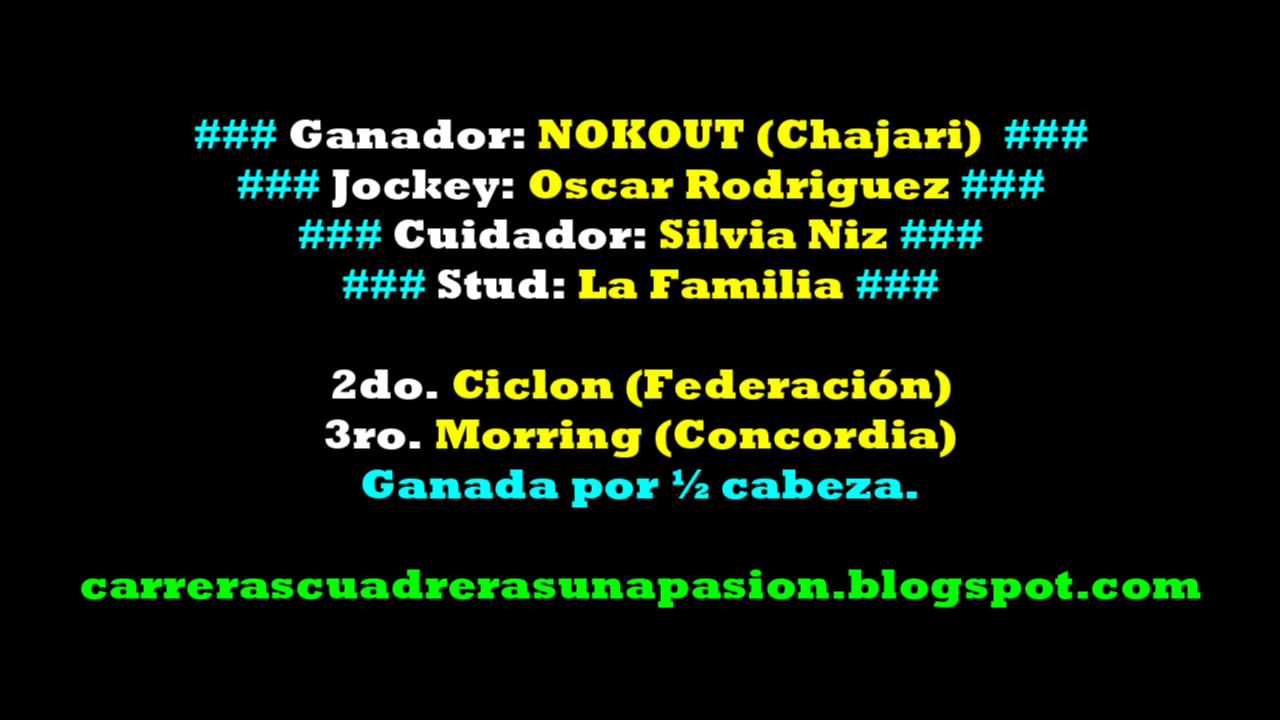 ### Ganador: NOKOUT (Chajari) ###
### Jockey: Oscar Rodriguez ###
### Cuidador: Silvia Niz ###
### Stud: La Familia ###
2do. Ciclon (Federación)
3ro. Morring (Concordia)
Ganada por ½ cabeza.
carrerascuadrerasunapasion.blogspot.com